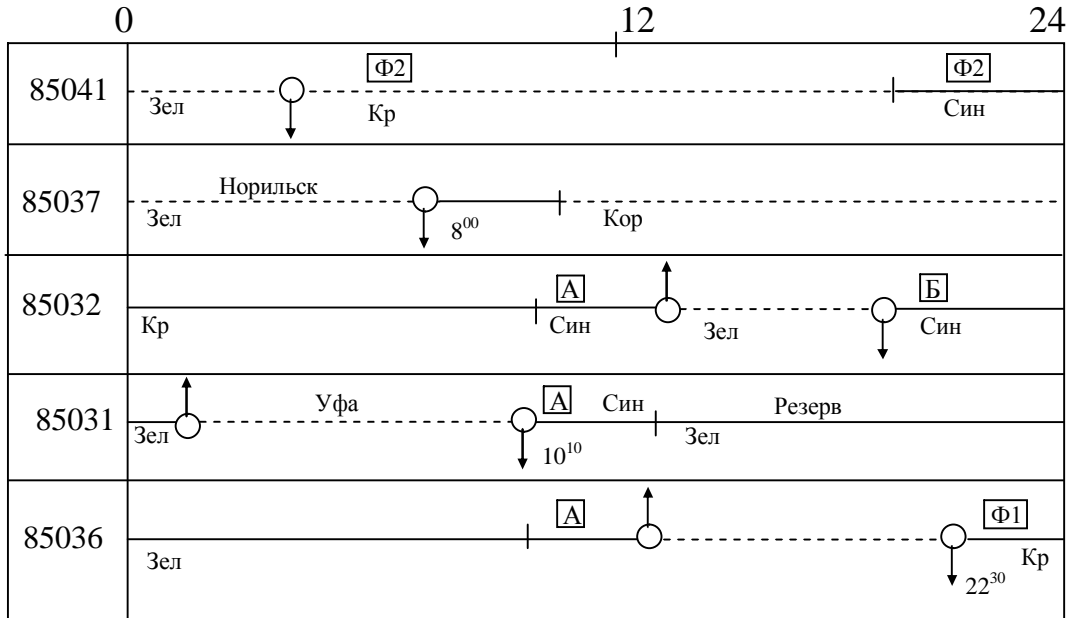 0 12 24
85041 Ф2 Ф2
Зел Кр Син
85037 Норильск
Зел 8⁰⁰ Кор
85032 А Б
Кр Син Зел Син
85031 Уфа А Син Резерв
Зел 10¹⁰ Зел
85036 А Ф1
Зел 22³⁰ Кр